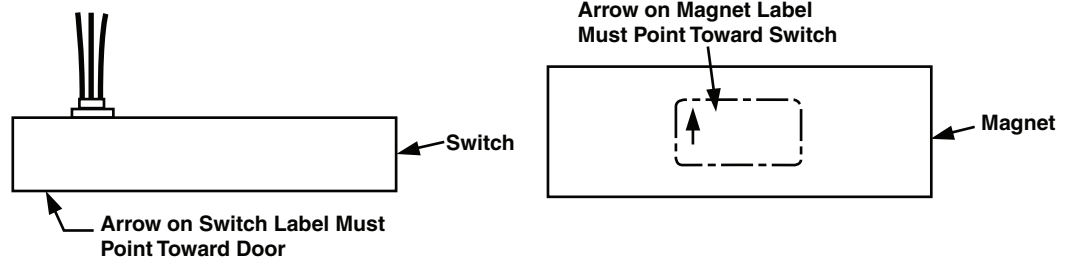 Arrow on Magnet Label
Must Point Toward Switch
Switch
Magnet
Arrow on Switch Label Must
Point Toward Door